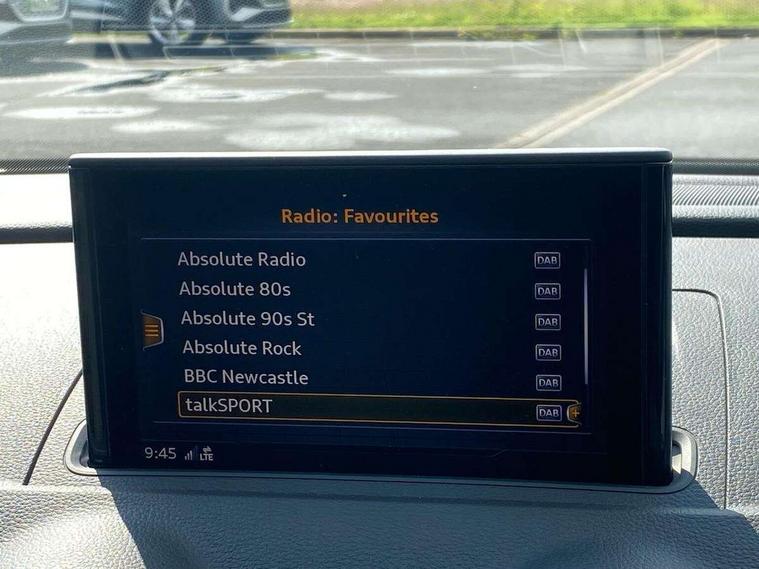 Radio: Favourites
Absolute Radio DAB
Absolute 80s DAB
Absolute 90s St DAB
Absolute Rock DAB
BBC Newcastle DAB
talkSPORT DAB +
9:45 LTE